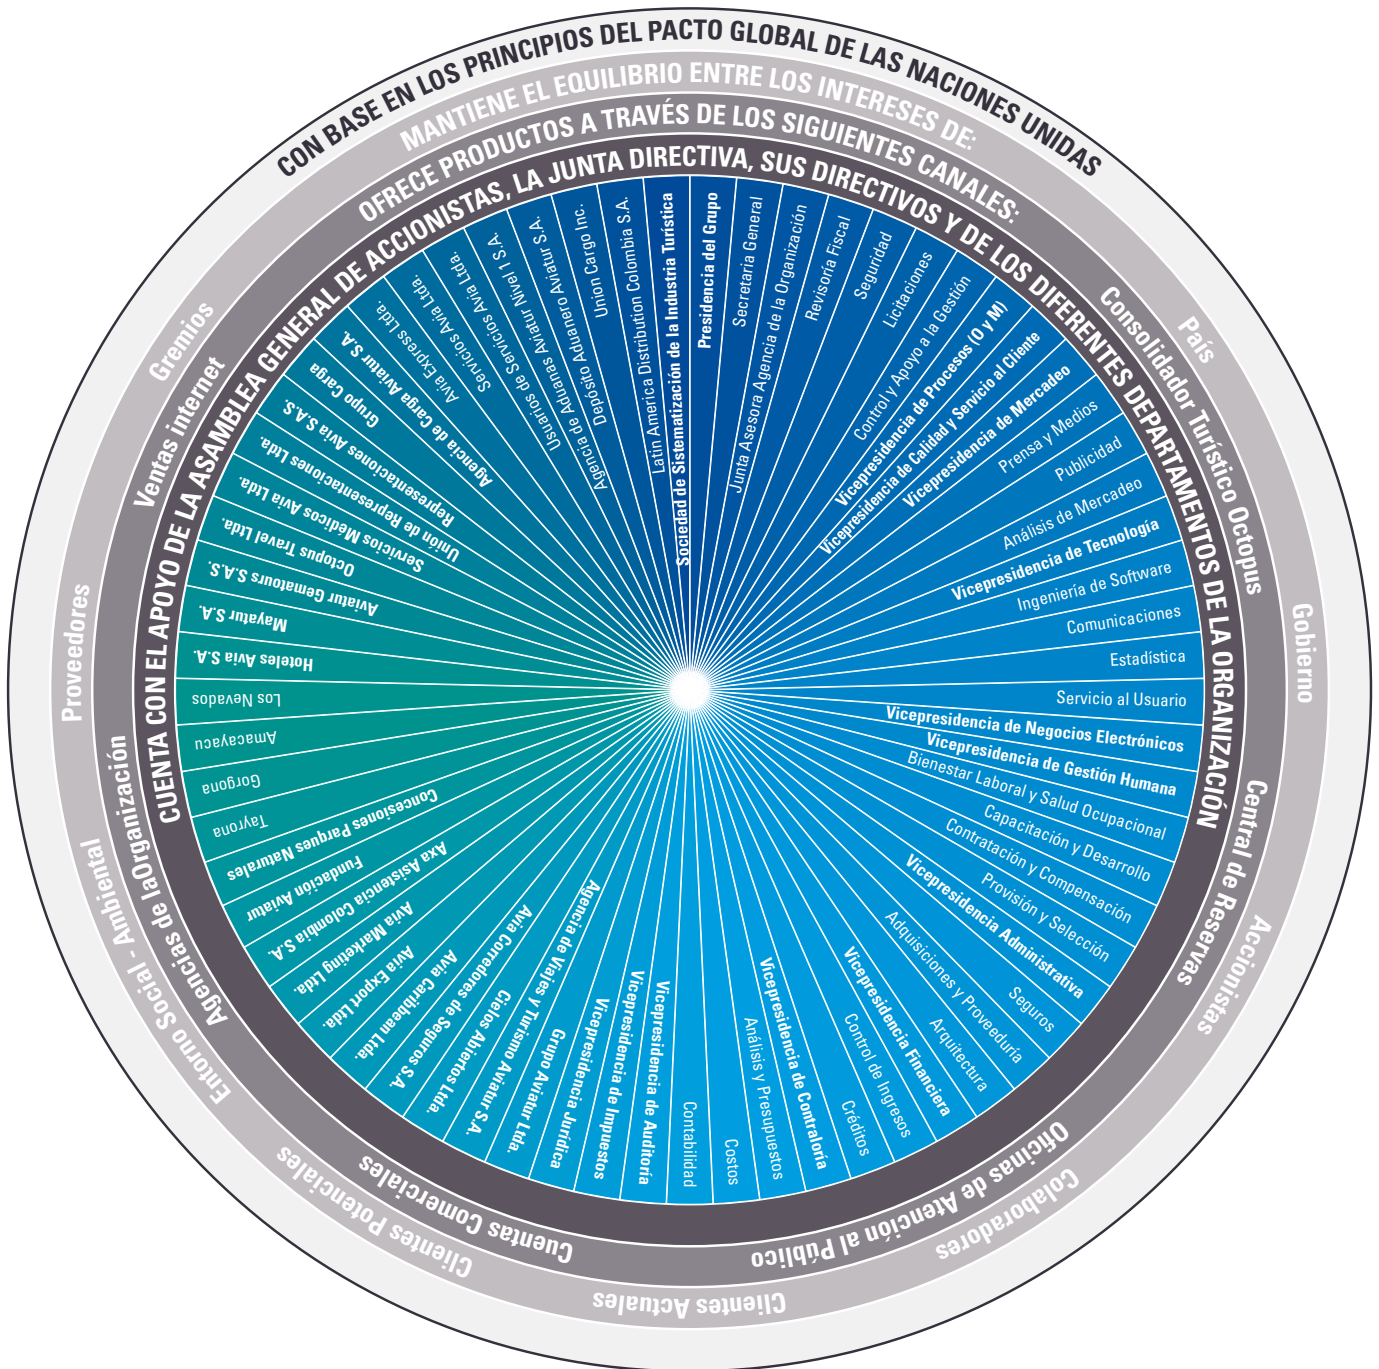 CON BASE EN LOS PRINCIPIOS DEL PACTO GLOBAL DE LAS NACIONES UNIDAS
MANTIENE EL EQUILIBRIO ENTRE LOS INTERESES DE:
País
Gobierno
Accionistas
Colaboradores
Clientes Actuales
Clientes Potenciales
Entorno Social - Ambiental
Proveedores
Gremios
OFRECE PRODUCTOS A TRAVÉS DE LOS SIGUIENTES CANALES:
Consolidador Turístico Octopus
Central de Reservas
Oficinas de Atención al Público
Cuentas Comerciales
Agencias de laOrganización
Ventas internet
CUENTA CON EL APOYO DE LA ASAMBLEA GENERAL DE ACCIONISTAS, LA JUNTA DIRECTIVA, SUS DIRECTIVOS Y DE LOS DIFERENTES DEPARTAMENTOS DE LA ORGANIZACIÓN
Presidencia del Grupo
Secretaria General
Junta Asesora Agencia de la Organización
Revisoría Fiscal
Seguridad
Licitaciones
Control y Apoyo a la Gestión
Vicepresidencia de Procesos (O y M)
Vicepresidencia de Calidad y Servicio al Cliente
Vicepresidencia de Mercadeo
Prensa y Medios
Publicidad
Análisis de Mercadeo
Vicepresidencia de Tecnología
Ingeniería de Software
Comunicaciones
Estadística
Servicio al Usuario
Vicepresidencia de Negocios Electrónicos
Vicepresidencia de Gestión Humana
Bienestar Laboral y Salud Ocupacional
Capacitación y Desarrollo
Contratación y Compensación
Provisión y Selección
Vicepresidencia Administrativa
Seguros
Adquisiciones y Proveeduría
Arquitectura
Vicepresidencia Financiera
Control de Ingresos
Créditos
Vicepresidencia de Contraloría
Análisis y Presupuestos
Costos
Contabilidad
Vicepresidencia de Auditoría
Vicepresidencia de Impuestos
Vicepresidencia Jurídica
Grupo Aviatur Ltda.
Agencia de Viajes y Turismo Aviatur S.A.
Cielos Abiertos Ltda.
Avia Corredores de Seguros S.A.
Avia Caribbean Ltda.
Avia Export Ltda.
Avia Marketing Ltda.
Axa Asistencia Colombia S.A.
Fundación Aviatur
Concesiones Parques Naturales
Tayrona
Gorgona
Amacayacu
Los Nevados
Hoteles Avia S.A.
Mayatur S.A.
Aviatur Gematours S.A.S.
Octopus Travel Ltda.
Servicios Médicos Avia Ltda.
Unión de Representaciones Ltda.
Representaciones Avia S.A.S.
Grupo Carga
Agencia de Carga Aviatur S.A.
Avia Express Ltda.
Servicios Avia Ltda.
Usuarios de Servicios Avia Ltda.
Agencia de Aduanas Aviatur Nivel 1 S.A.
Depósito Aduanero Aviatur S.A.
Union Cargo Inc.
Latin America Distribution Colombia S.A.
Sociedad de Sistematización de la Industria Turística